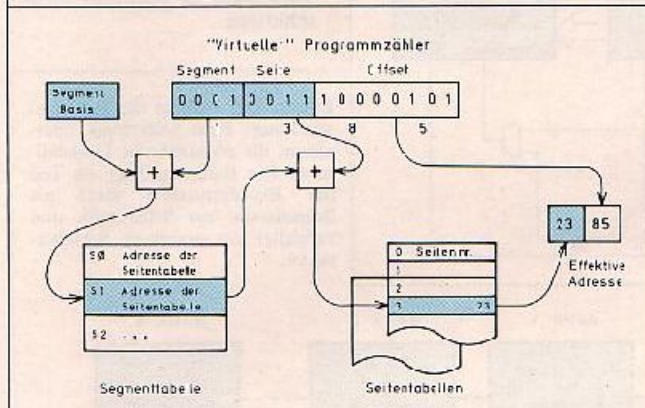 "Virtueller" Programmzähler
Segment Seite Offset
Segment Basis
0 0 0 1 0 0 1 1 1 0 0 0 0 1 0 1
1 3 8 5
+ +
23 85
Effektive Adresse
S0 Adresse der Seitentabelle
S1 Adresse der Seitentabelle
S2 ...
0 Seitennr.
1
2
3 23
Segmenttabelle Seitentabellen